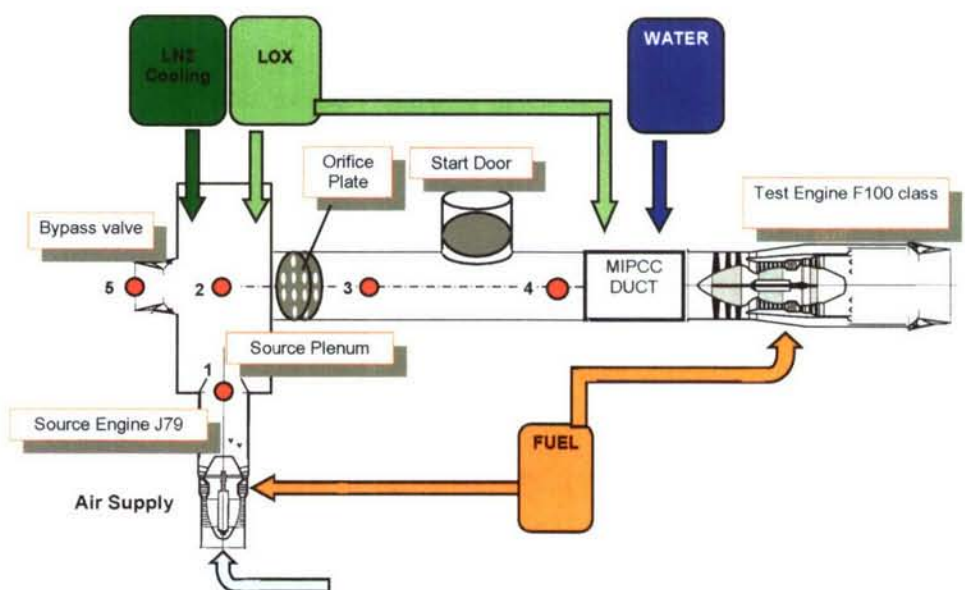 LN2
Cooling
LOX
WATER
Orifice
Plate
Start Door
Test Engine F100 class
Bypass valve
5
2
3
4
MIPCC
DUCT
1
Source Plenum
Source Engine J79
FUEL
Air Supply